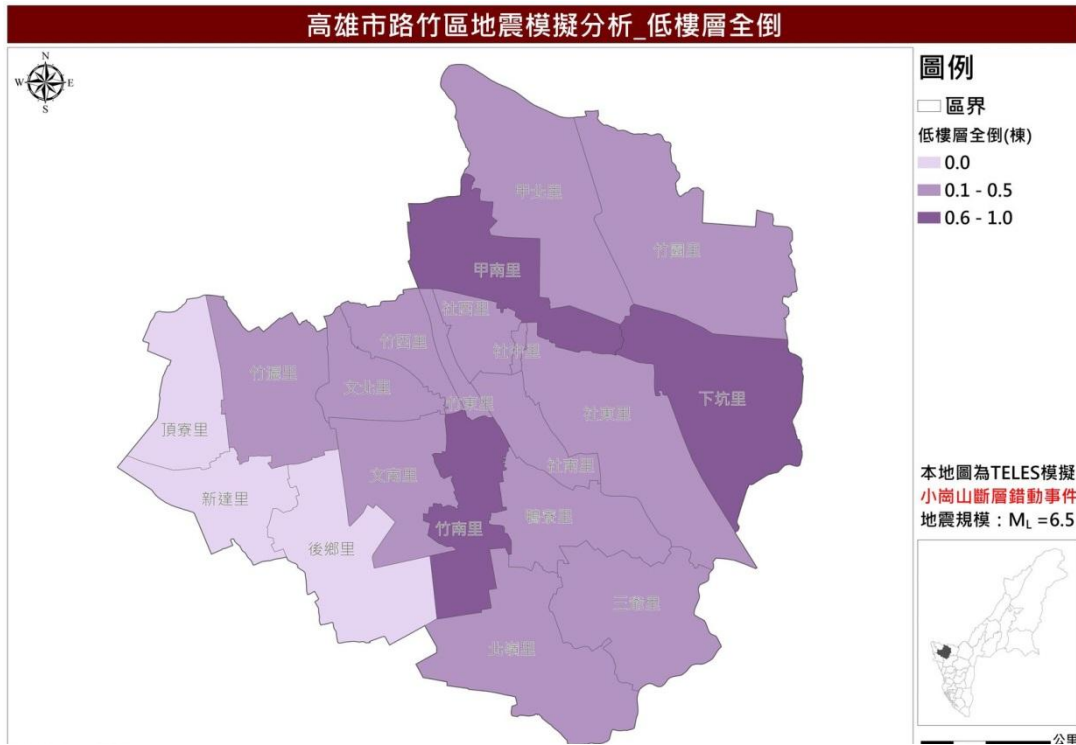 高雄市路竹區地震模擬分析_低樓層全倒
N
W
E
S
圖例
區界
低樓層全倒(棟)
0.0
0.1 - 0.5
0.6 - 1.0
甲北里
竹園里
甲南里
社西里
竹西里
社中里
竹滬里
文北里
竹東里
社東里
下坑里
頂寮里
社南里
文南里
新達里
鴨寮里
竹南里
後鄉里
三爺里
北嶺里
本地圖為TELES模擬
小崗山斷層錯動事件
地震規模：ML =6.5
公里